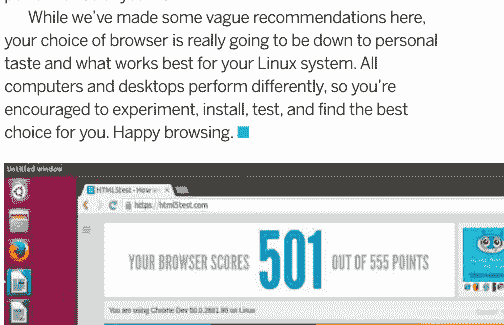 While we've made some vague recommendations here,
your choice of browser is really going to be down to personal
taste and what works best for your Linux system. All
computers and desktops perform differently, so you're
encouraged to experiment, install, test, and find the best
choice for you. Happy browsing.
Untitled window
HTML5test - How
https://html5test.com
YOUR BROWSER SCORES 501 OUT OF 555 POINTS
You are using Chrome Dev 50.0.2661.99 on Linux